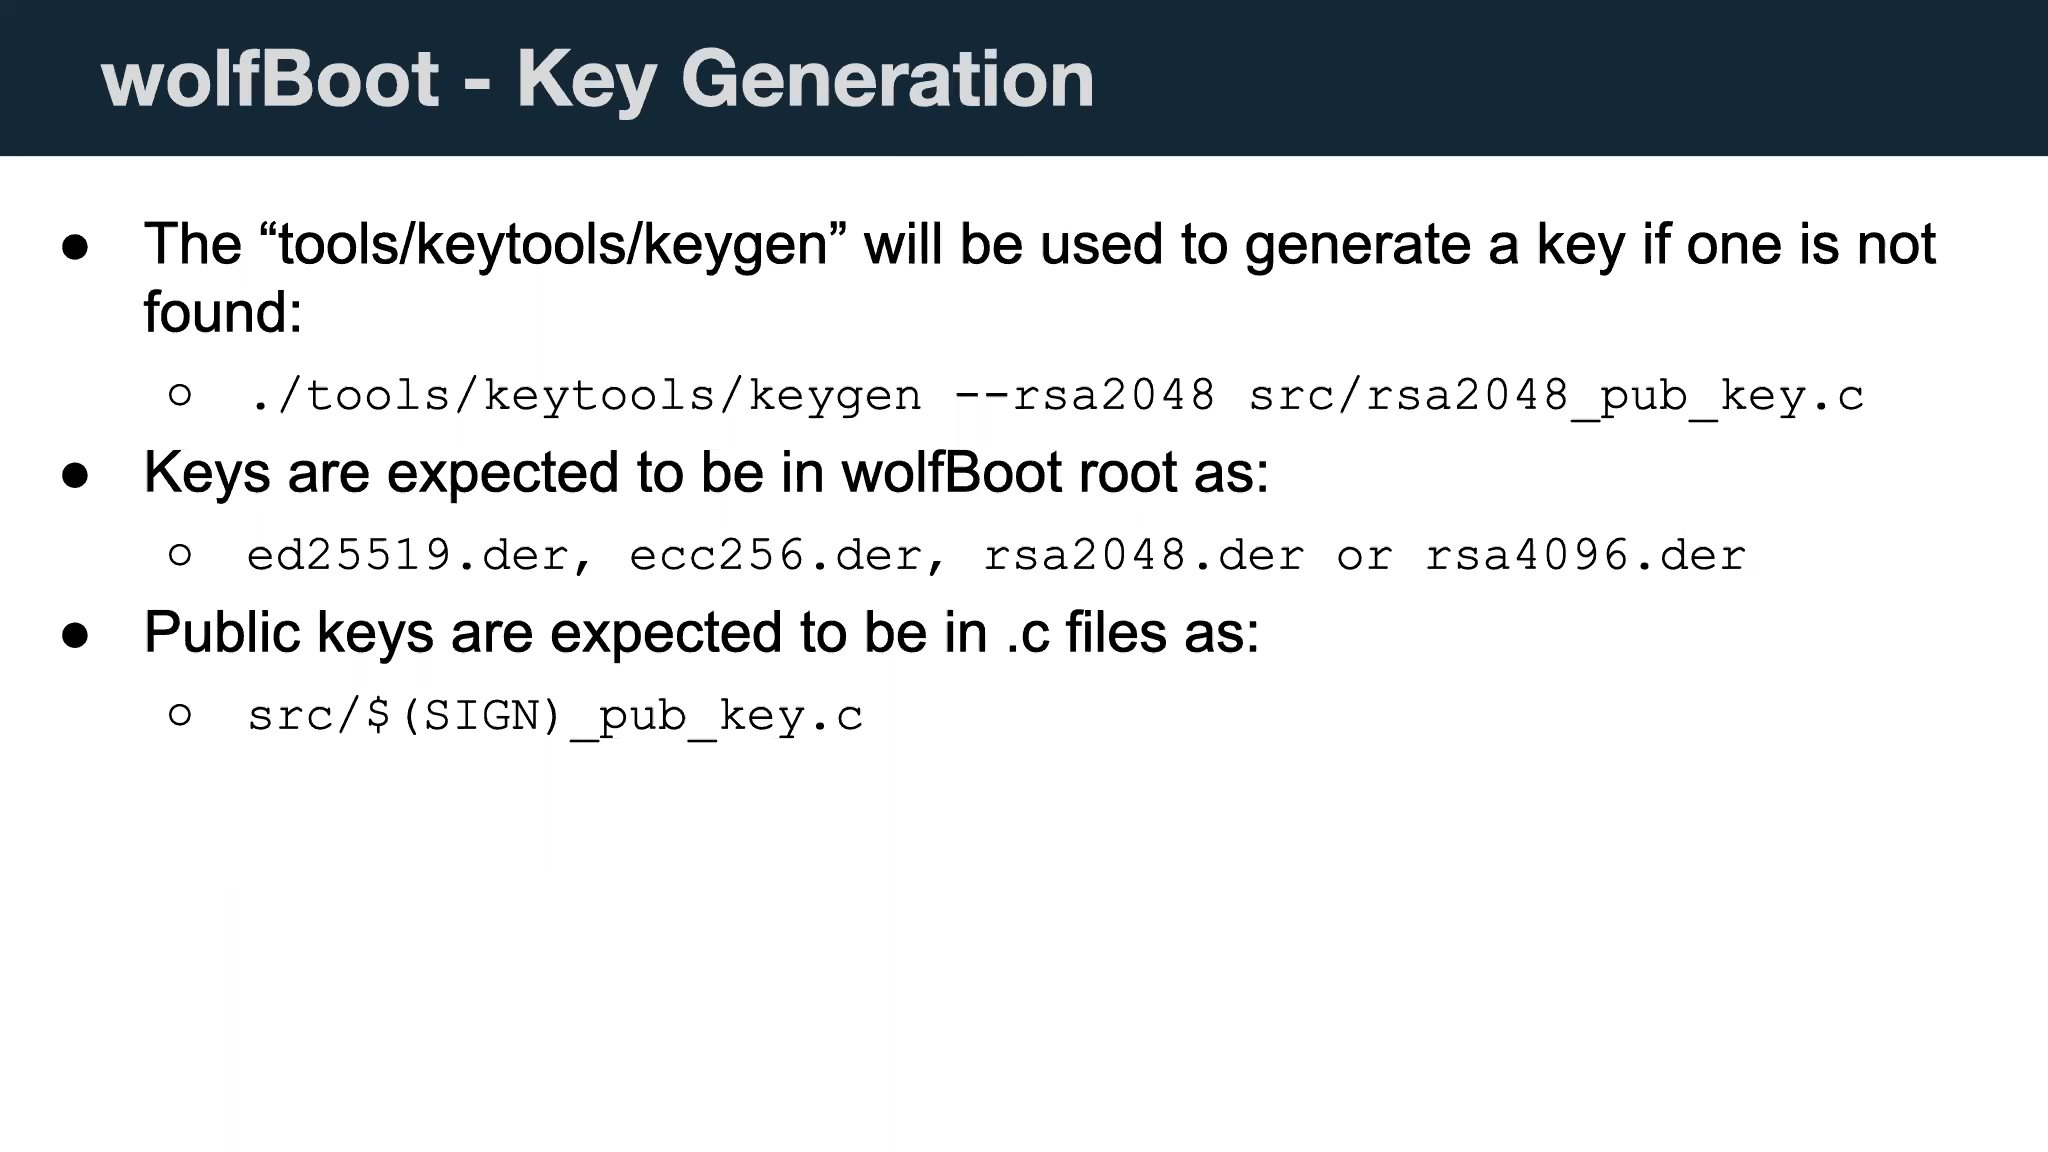 wolfBoot - Key Generation
● The “tools/keytools/keygen” will be used to generate a key if one is not
found:
○ ./tools/keytools/keygen --rsa2048 src/rsa2048_pub_key.c
● Keys are expected to be in wolfBoot root as:
○ ed25519.der, ecc256.der, rsa2048.der or rsa4096.der
● Public keys are expected to be in .c files as:
○ src/$(SIGN)_pub_key.c